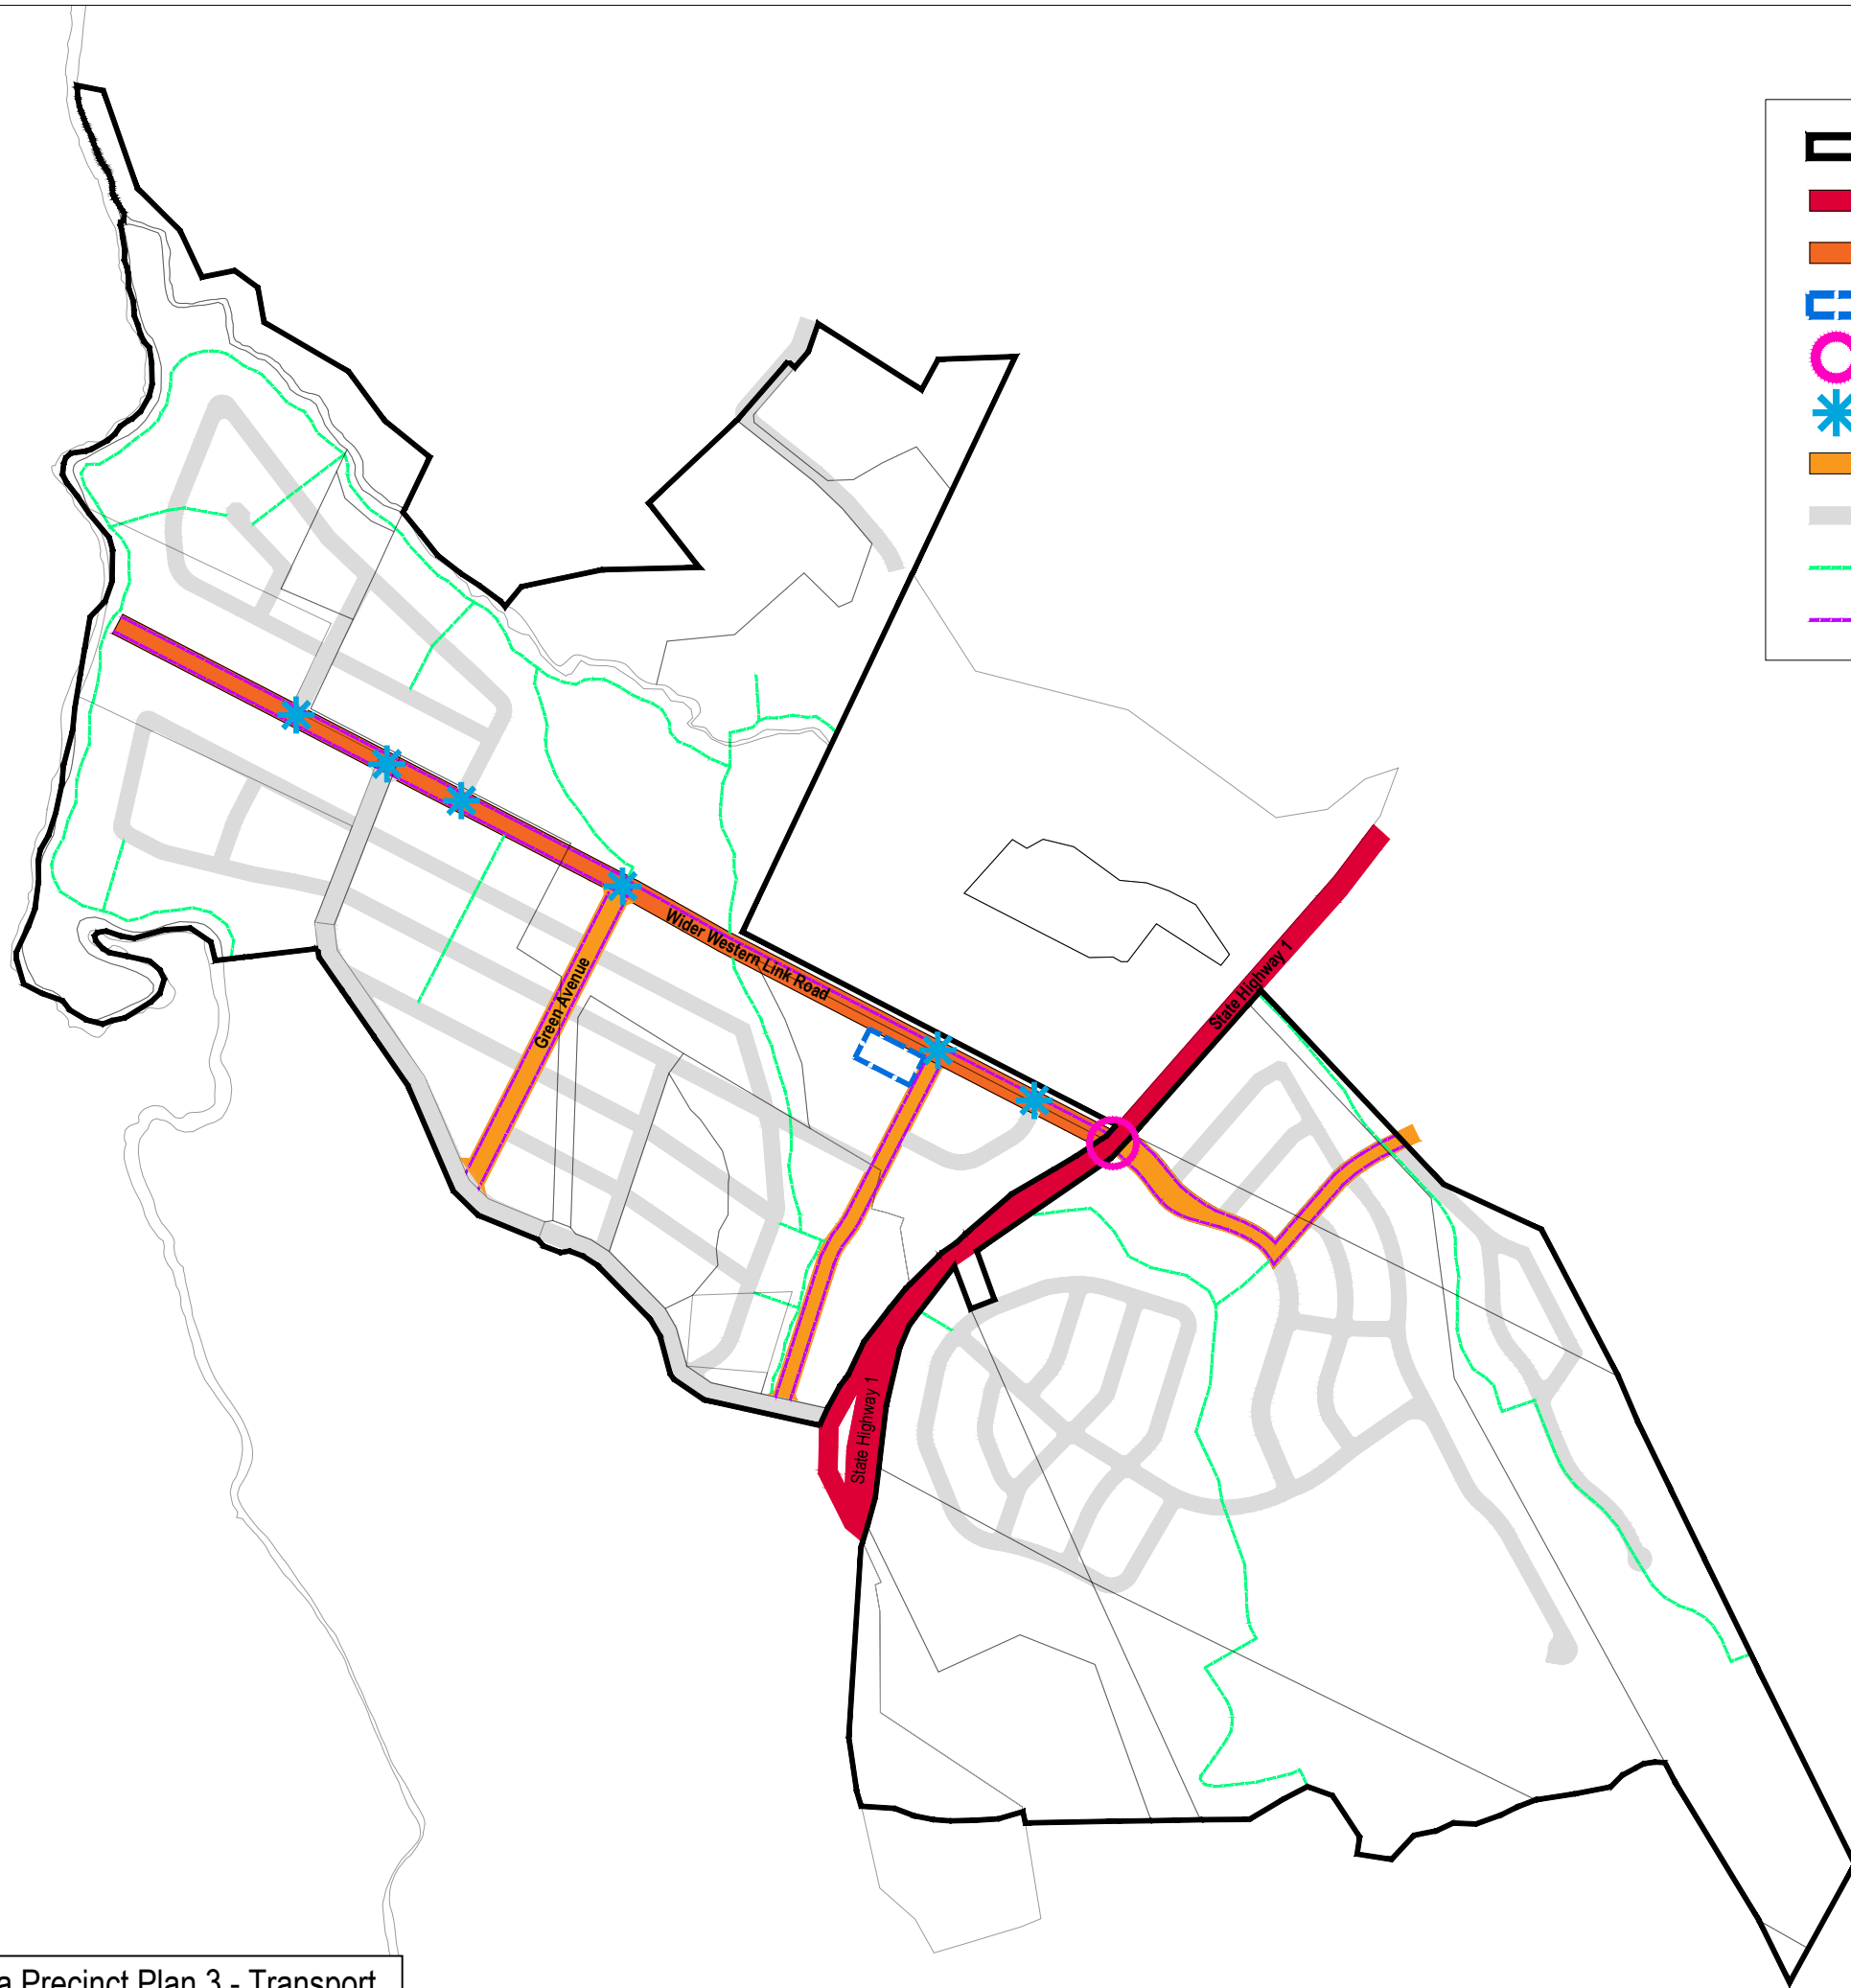 Wider Western Link Road
Green Avenue
State Highway 1
State Highway 1
a Precinct Plan 3 - Transport